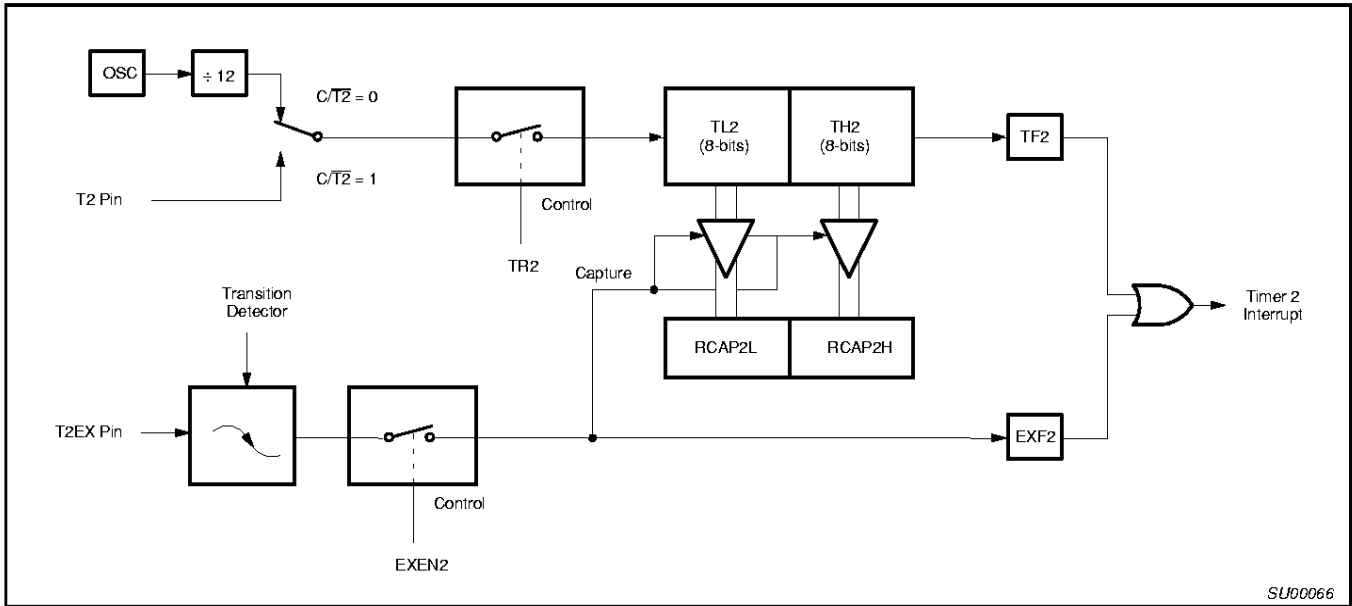 OSC
÷ 12
C/T2 = 0
C/T2 = 1
T2 Pin
Control
TR2
TL2
(8-bits)
TH2
(8-bits)
TF2
Capture
Transition
Detector
RCAP2L
RCAP2H
Timer 2
Interrupt
T2EX Pin
Control
EXEN2
EXF2
SU00066